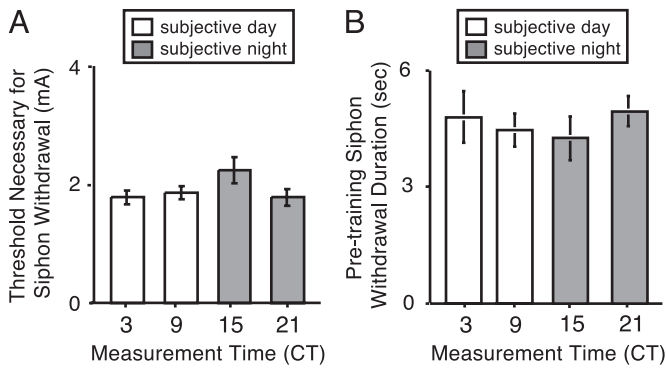 A
subjective day
subjective night
Threshold Necessary for
Siphon Withdrawal (mA)
4
2
0
3 9 15 21
Measurement Time (CT)
B
subjective day
subjective night
Pre-training Siphon
Withdrawal Duration (sec)
6
3
0
3 9 15 21
Measurement Time (CT)